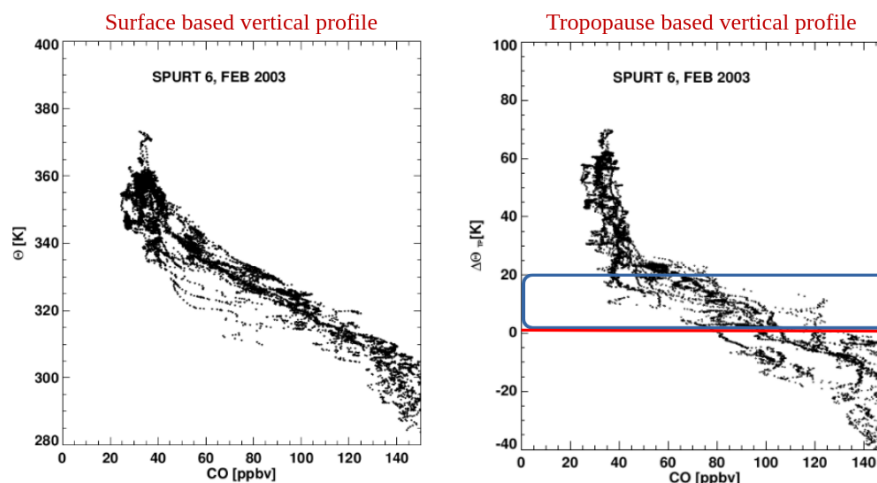 Surface based vertical profile
SPURT 6, FEB 2003
400
380
360
340
320
300
280
Θ [K]
0 20 40 60 80 100 120 140
CO [ppbv]
Tropopause based vertical profile
SPURT 6, FEB 2003
100
80
60
40
20
0
-20
-40
ΔΘ TP [K]
0 20 40 60 80 100 120 140
CO [ppbv]